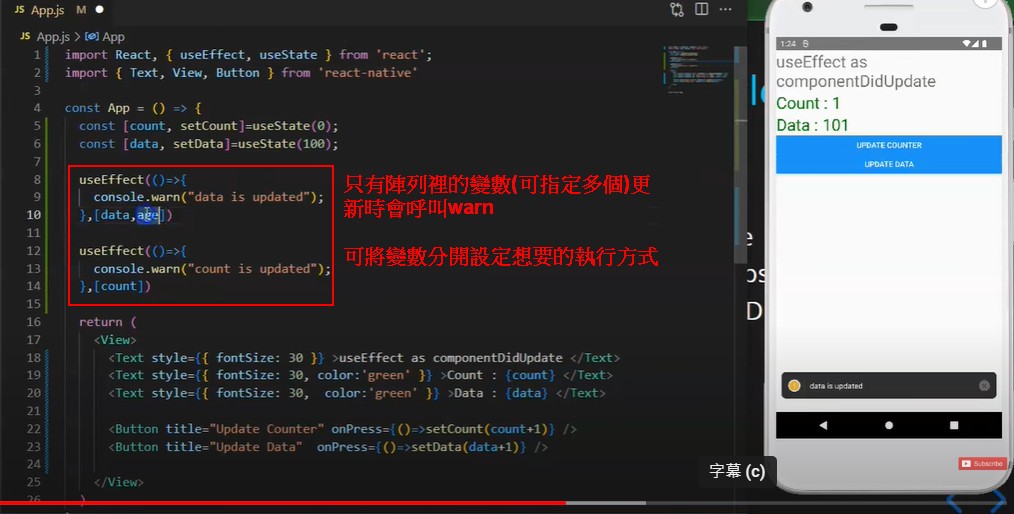 JS App.js M
JS App.js > App
1 import React, { useEffect, useState } from 'react';
2 import { Text, View, Button } from 'react-native'
3
4 const App = () => {
5 const [count, setCount]=useState(0);
6 const [data, setData]=useState(100);
7
8 useEffect(()=>{
9 console.warn("data is updated");
10 },[data,age])
11
12 useEffect(()=>{
13 console.warn("count is updated");
14 },[count])
15
16 return (
17 <View>
18 <Text style={{ fontSize: 30 }} >useEffect as componentDidUpdate </Text>
19 <Text style={{ fontSize: 30, color:'green' }} >Count : {count} </Text>
20 <Text style={{ fontSize: 30, color:'green' }} >Data : {data} </Text>
21
22 <Button title="Update Counter" onPress={()=>setCount(count+1)} />
23 <Button title="Update Data" onPress={()=>setData(data+1)} />
24
25 </View>
26 )
只有陣列裡的變數(可指定多個)更
新時會呼叫warn
可將變數分開設定想要的執行方式
1:24
useEffect as
componentDidUpdate
Count : 1
Data : 101
UPDATE COUNTER
UPDATE DATA
data is updated
字幕 (c)
Subscribe